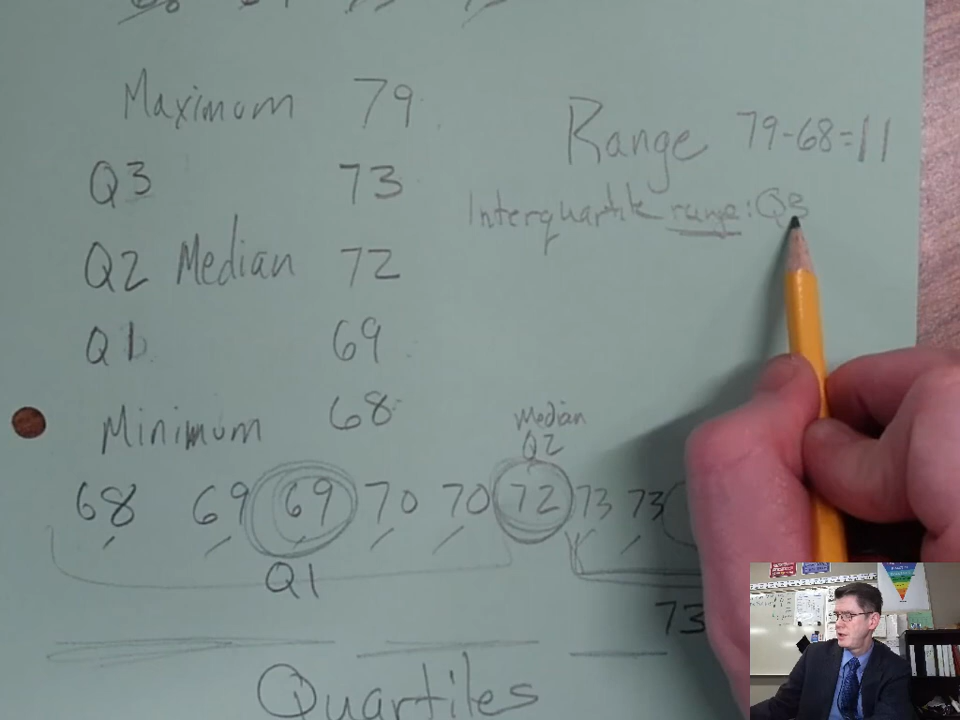 Maximum 79
Range 79-68=11
Q3 73
Interquartile range: Q3
Q2 Median 72
Q1 69
Minimum 68
Median
Q2
68 69 69 70 70 72 73 73
Q1
73
Quartiles